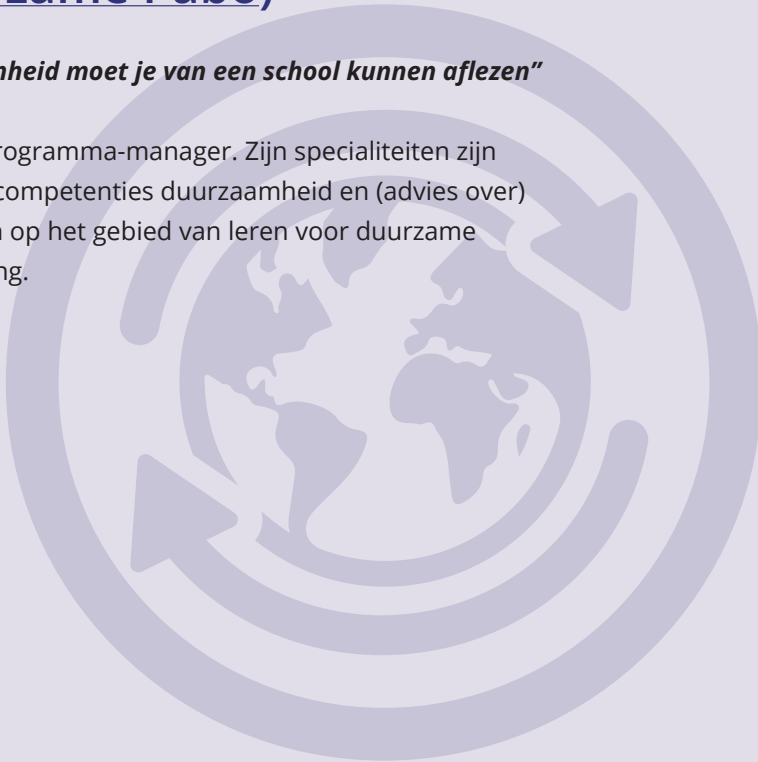 zame Pabo)
nheid moet je van een school kunnen aflezen”
rogramma-manager. Zijn specialiteiten zijn
competenties duurzaamheid en (advies over)
op het gebied van leren voor duurzame
ng.